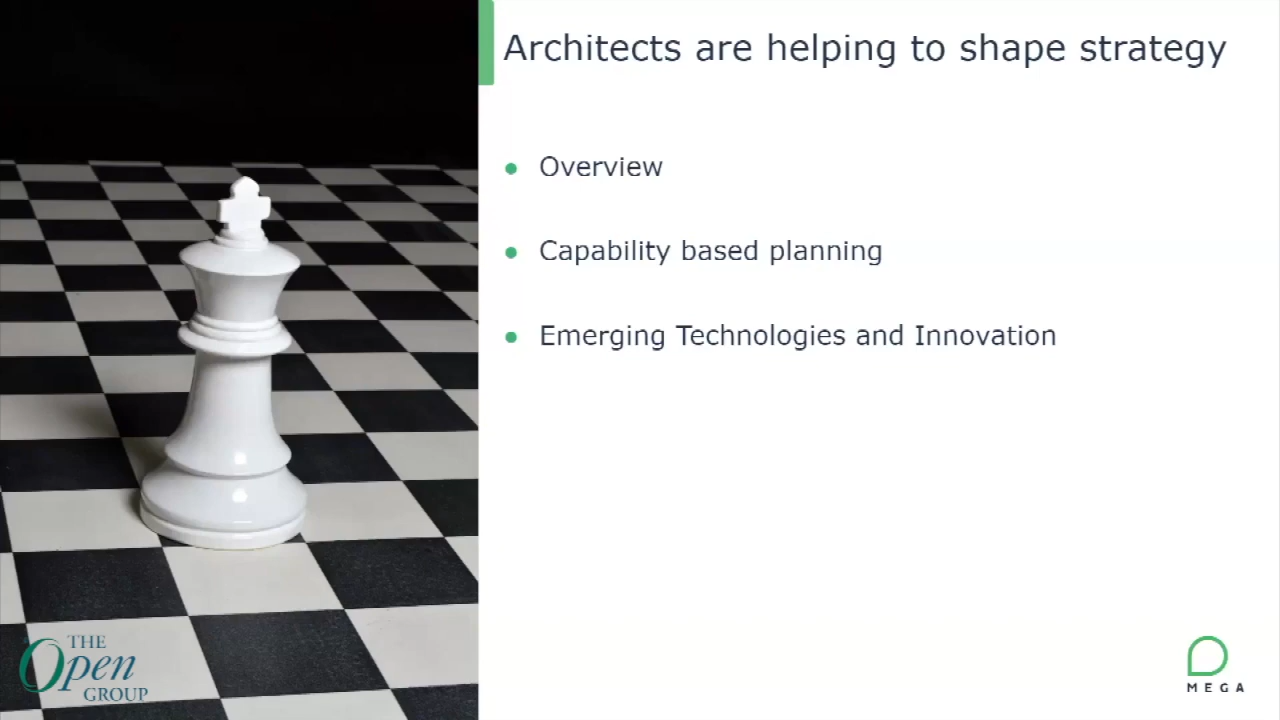 Architects are helping to shape strategy
Overview
Capability based planning
Emerging Technologies and Innovation
THE
Open
GROUP
MEGA